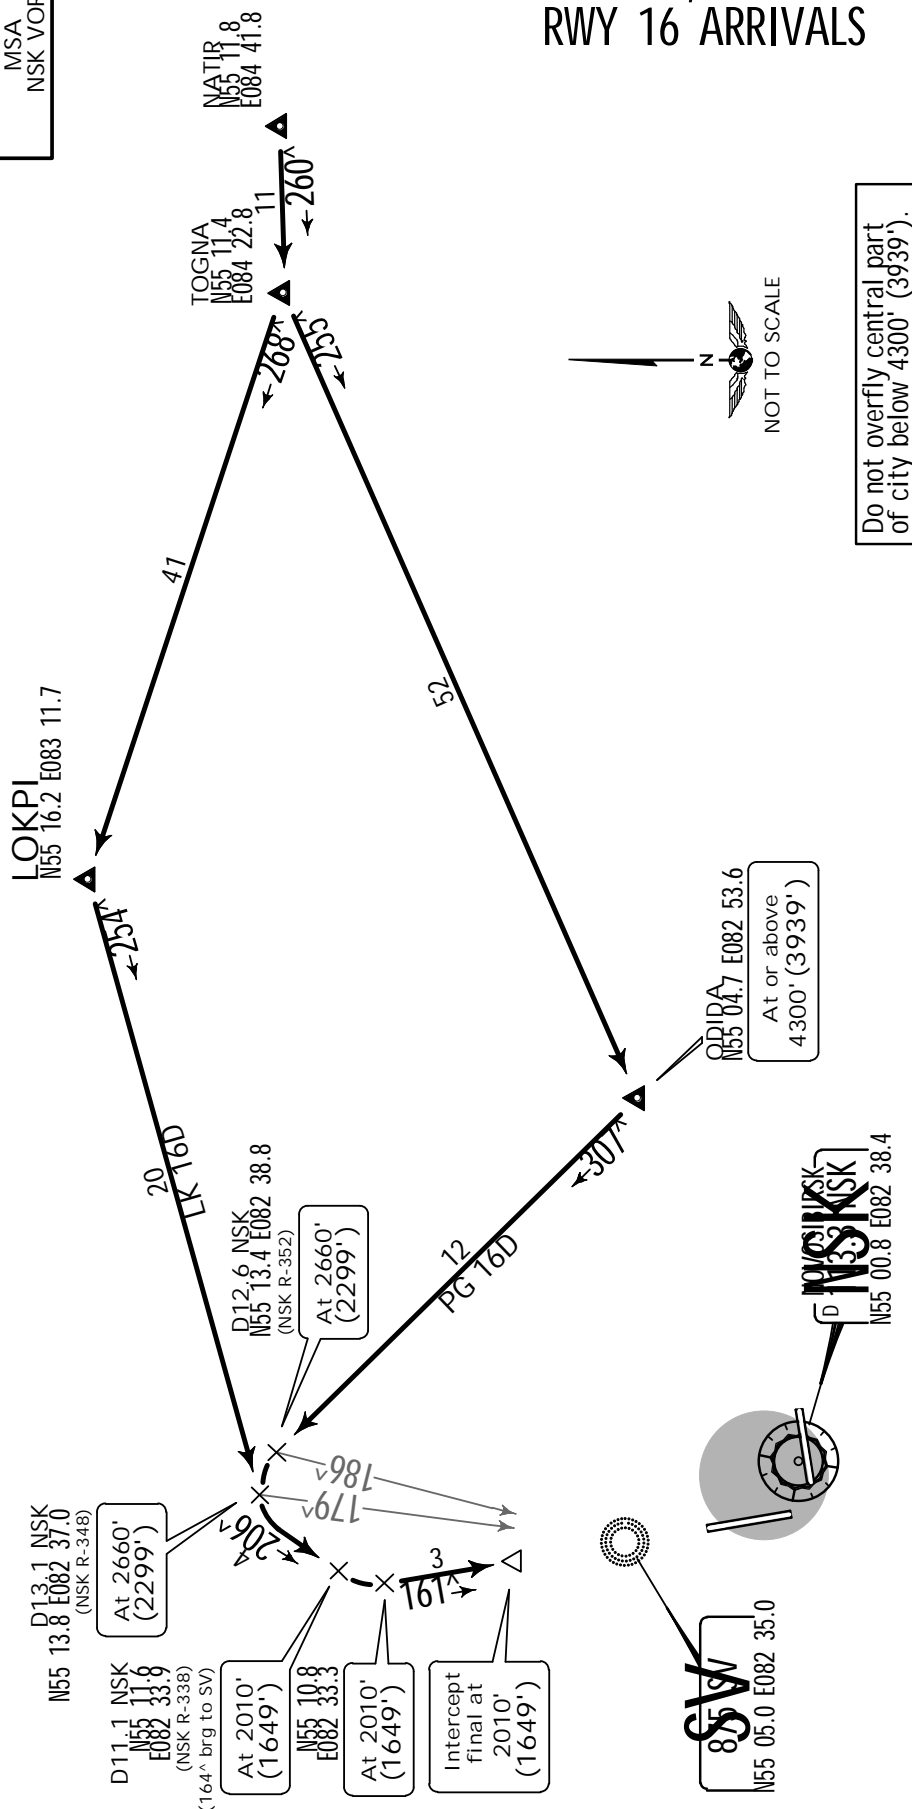 MSA
NSK VOR
RWY 16 ARRIVALS
NATIR
N55 11.8
E084 41.8
11
260^
TOGNA
N55 11.4
E084 22.8
268^
255^
41
52
N
NOT TO SCALE
Do not overfly central part
of city below 4300' (3939').
LOKPI
N55 16.2 E083 11.7
254^
20
LK 16D
ODIDA
N55 04.7 E082 53.6
At or above
4300' (3939')
307^
12
PG 16D
D12.6 NSK
N55 13.4 E082 38.8
(NSK R-352)
At 2660'
(2299')
186^
179^
D13.1 NSK
N55 13.8 E082 37.0
(NSK R-348)
At 2660'
(2299')
206^
4
D11.1 NSK
N55 11.6
E082 33.9
(NSK R-338)
(164^ brg to SV)
At 2010'
(1649')
N55 10.8
E082 33.3
At 2010'
(1649')
3
161^
Intercept
final at
2010'
(1649')
NOVOSIBIRSK
D
NSK
NSK
N55 00.8 E082 38.4
SV
875 SV
N55 05.0 E082 35.0